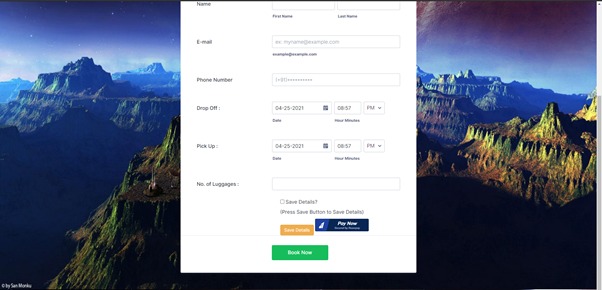 Name
First Name Last Name
E-mail
ex: myname@example.com
example@example.com
Phone Number
Drop Off :
04-25-2021 08:57 PM
Date Hour Minutes
Pick Up :
04-25-2021 08:57 PM
Date Hour Minutes
No. of Luggages :
Save Details?
(Press Save Button to Save Details)
Save Details
Pay Now
Book Now
© by San Monku